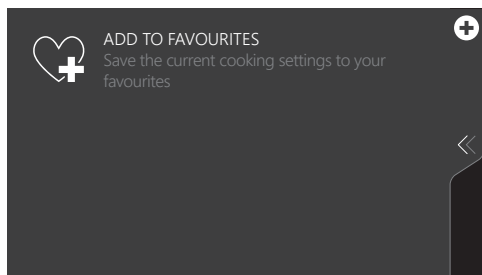 ADD TO FAVOURITES
Save the current cooking settings to your
favourites